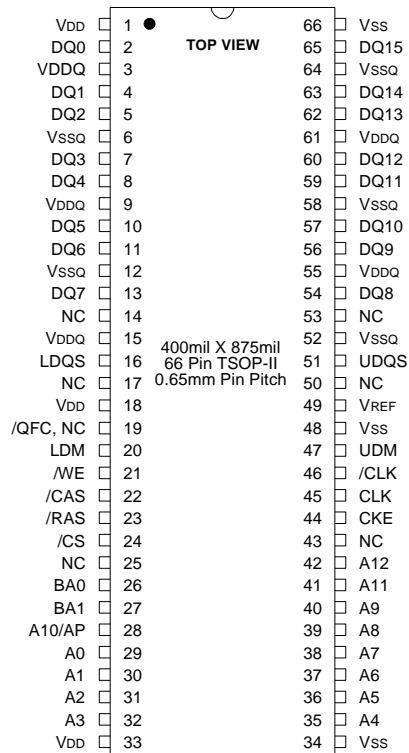 VDD 1 66 VSS
DQ0 2 TOP VIEW 65 DQ15
VDDQ 3 64 VSSQ
DQ1 4 63 DQ14
DQ2 5 62 DQ13
VSSQ 6 61 VDDQ
DQ3 7 60 DQ12
DQ4 8 59 DQ11
VDDQ 9 58 VSSQ
DQ5 10 57 DQ10
DQ6 11 56 DQ9
VSSQ 12 55 VDDQ
DQ7 13 54 DQ8
NC 14 53 NC
VDDQ 15 52 VSSQ
400mil X 875mil
LDQS 16 66 Pin TSOP-II 51 UDQS
NC 17 0.65mm Pin Pitch 50 NC
VDD 18 49 VREF
/QFC, NC 19 48 VSS
LDM 20 47 UDM
/WE 21 46 /CLK
/CAS 22 45 CLK
/RAS 23 44 CKE
/CS 24 43 NC
NC 25 42 A12
BA0 26 41 A11
BA1 27 40 A9
A10/AP 28 39 A8
A0 29 38 A7
A1 30 37 A6
A2 31 36 A5
A3 32 35 A4
VDD 33 34 VSS